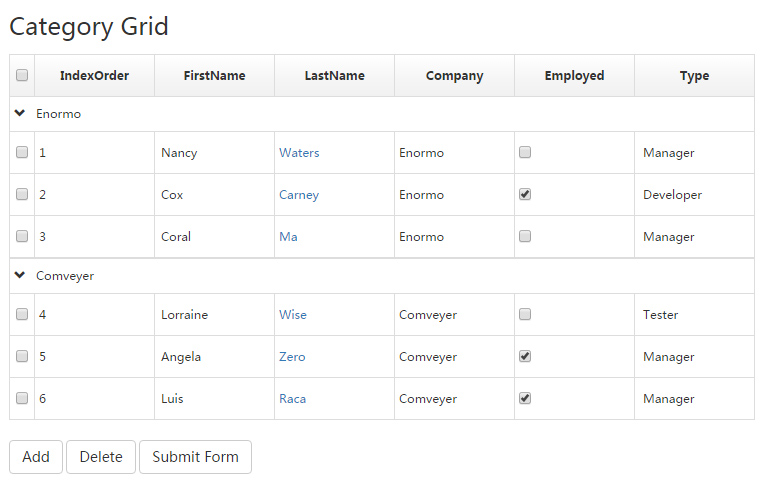 Category Grid
IndexOrder FirstName LastName Company Employed Type
Enormo
1 Nancy Waters Enormo Manager
2 Cox Carney Enormo Developer
3 Coral Ma Enormo Manager
Comveyer
4 Lorraine Wise Comveyer Tester
5 Angela Zero Comveyer Manager
6 Luis Raca Comveyer Manager
Add Delete Submit Form